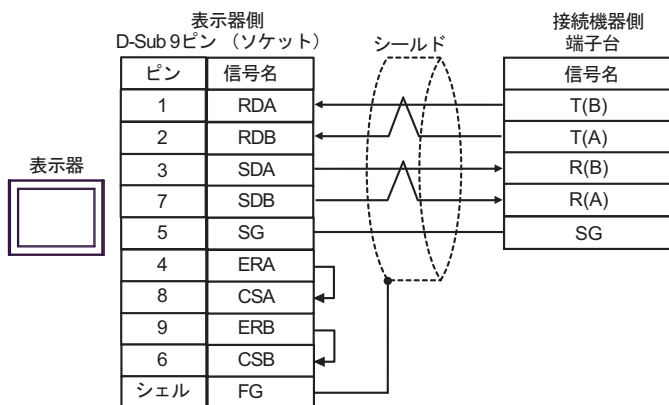 表示器側
D-Sub 9ピン （ソケット）
シールド
接続機器側
端子台
表示器
ピン 信号名
1 RDA
2 RDB
3 SDA
7 SDB
5 SG
4 ERA
8 CSA
9 ERB
6 CSB
シェル FG
信号名
T(B)
T(A)
R(B)
R(A)
SG